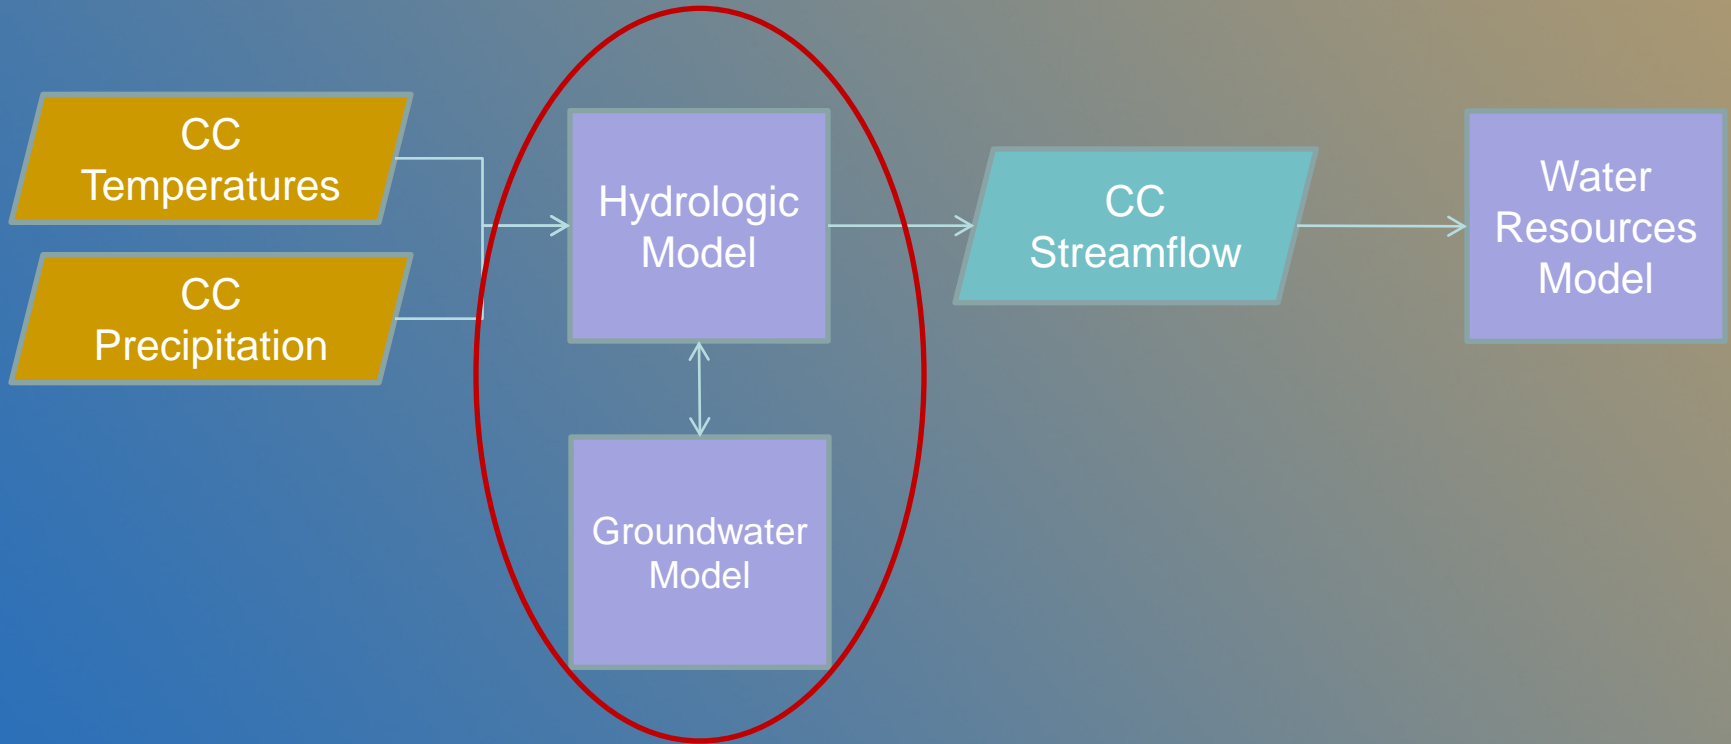 CC
Temperatures
CC
Precipitation
Hydrologic
Model
Groundwater
Model
CC
Streamflow
Water
Resources
Model